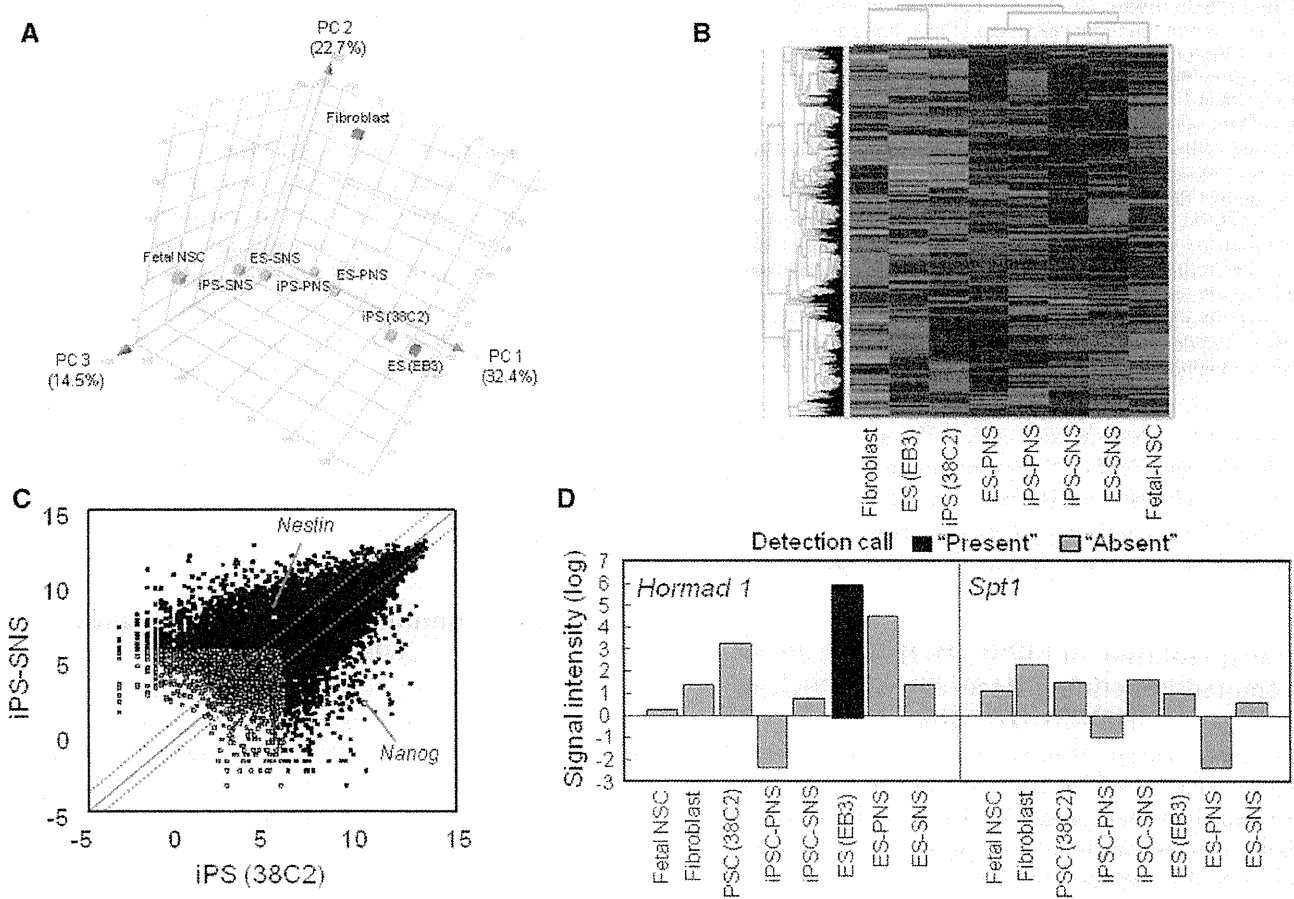 A
PC 2
(22.7%)
Fibroblast
Fetal NSC
ES-SNS
iPS-SNS
iPS-PNS
ES-PNS
iPS (38C2)
ES (EB3)
PC 3
(14.5%)
PC 1
(32.4%)
B
Fibroblast
ES (EB3)
iPS (38C2)
ES-PNS
iPS-PNS
iPS-SNS
ES-SNS
Fetal-NSC
C
15
10
5
0
-5
iPS-SNS
Nestin
Nanog
-5
0
5
10
15
iPS (38C2)
D
Detection call "Present" "Absent"
Signal intensity (log)
7
6
5
4
3
2
1
0
-1
-2
-3
Hormad 1
Spt1
Fetal NSC
Fibroblast
PSC (38C2)
iPSC-PNS
iPSC-SNS
ES (EB3)
ES-PNS
ES-SNS
Fetal NSC
Fibroblast
PSC (38C2)
iPSC-PNS
iPSC-SNS
ES (EB3)
ES-PNS
ES-SNS